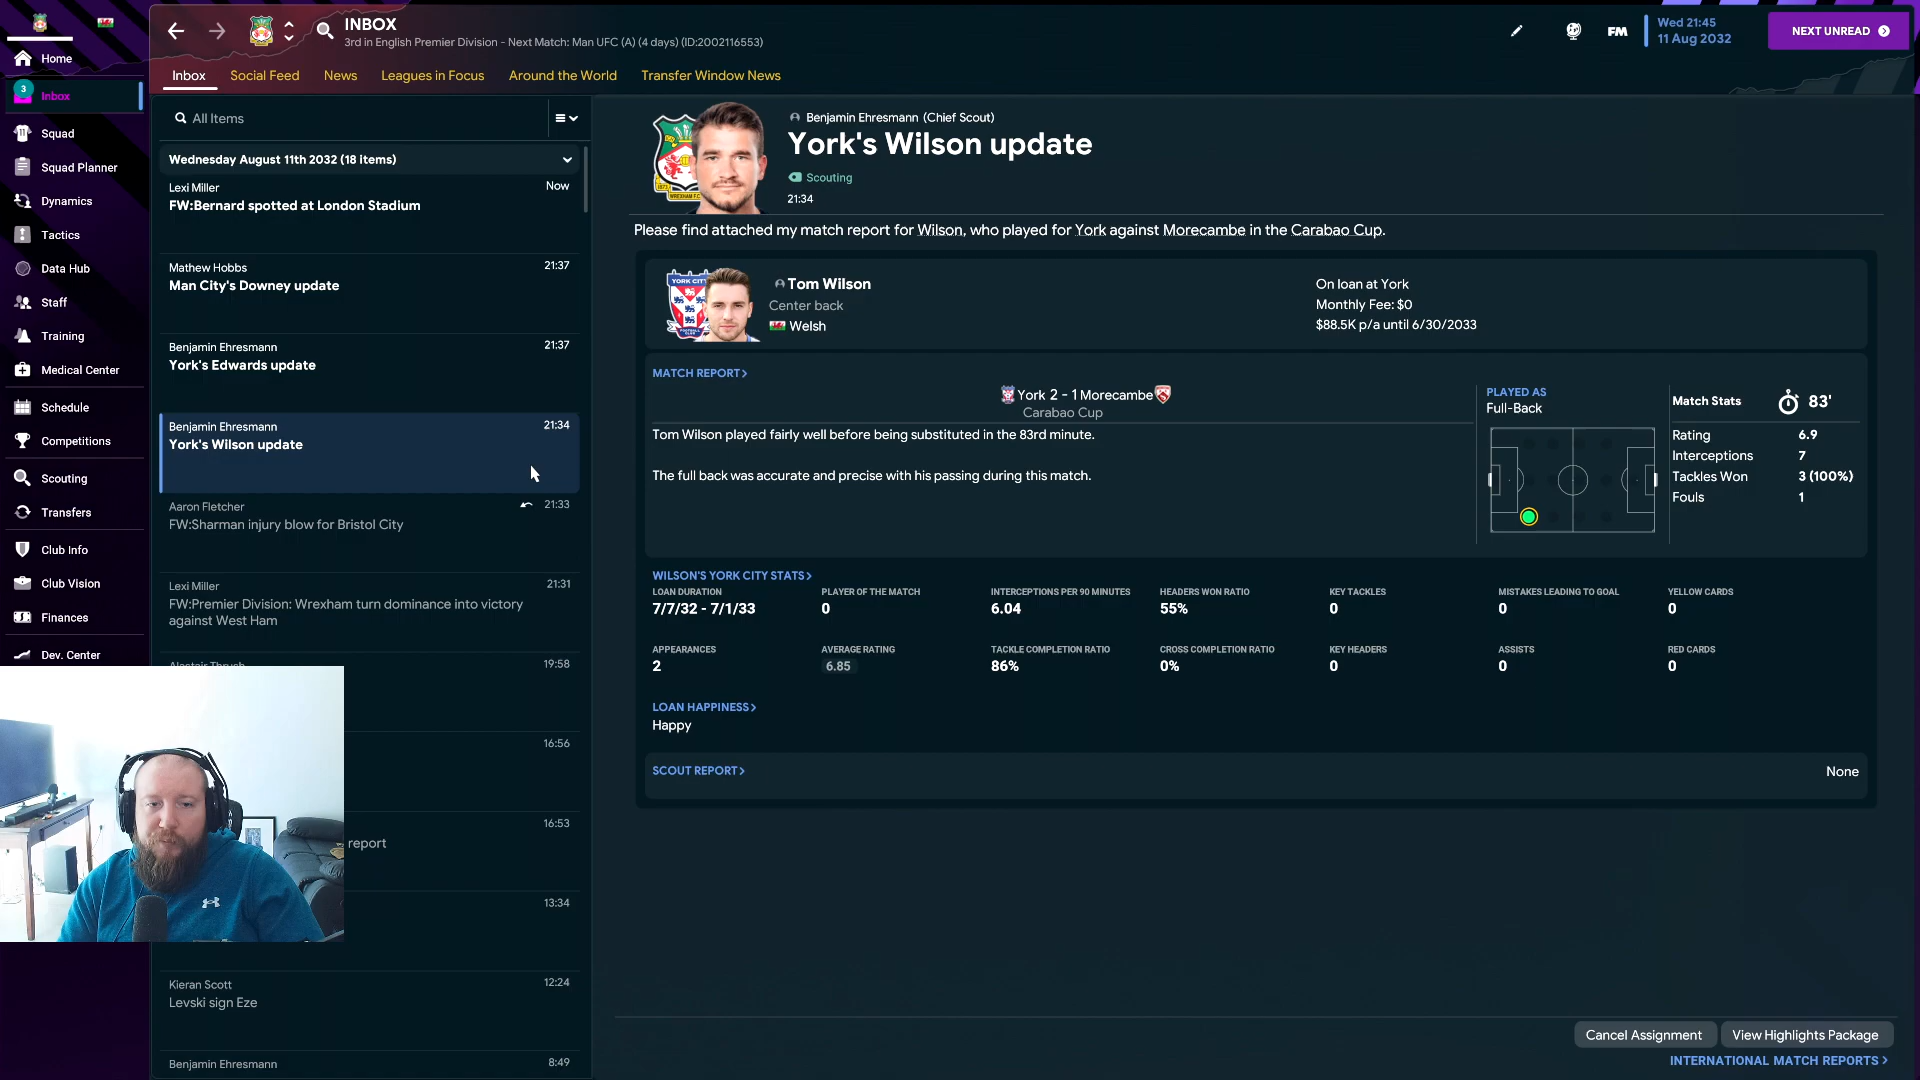 INBOX
3rd in English Premier Division - Next Match: Man UFC (A) (4 days) (ID:2002116553)
FM
Wed 21:45
11 Aug 2032
NEXT UNREAD
Inbox Social Feed News Leagues in Focus Around the World Transfer Window News
Home
3
Inbox
Squad
Squad Planner
Dynamics
Tactics
Data Hub
Staff
Training
Medical Center
Schedule
Competitions
Scouting
Transfers
Club Info
Club Vision
Finances
Dev. Center
All Items
Wednesday August 11th 2032 (18 items)
Lexi Miller Now
FW:Bernard spotted at London Stadium
Mathew Hobbs 21:37
Man City's Downey update
Benjamin Ehresmann 21:37
York's Edwards update
Benjamin Ehresmann 21:34
York's Wilson update
Aaron Fletcher 21:33
FW:Sharman injury blow for Bristol City
Lexi Miller 21:31
FW:Premier Division: Wrexham turn dominance into victory
against West Ham
19:58
16:56
16:53
report
13:34
Kieran Scott 12:24
Levski sign Eze
Benjamin Ehresmann 8:49
Benjamin Ehresmann (Chief Scout)
York's Wilson update
Scouting
21:34
Please find attached my match report for Wilson, who played for York against Morecambe in the Carabao Cup.
Tom Wilson
Center back
Welsh
On loan at York
Monthly Fee: $0
$88.5K p/a until 6/30/2033
MATCH REPORT>
York 2 - 1 Morecambe
Carabao Cup
Tom Wilson played fairly well before being substituted in the 83rd minute.
The full back was accurate and precise with his passing during this match.
PLAYED AS
Full-Back
Match Stats 83'
Rating 6.9
Interceptions 7
Tackles Won 3 (100%)
Fouls 1
WILSON'S YORK CITY STATS>
LOAN DURATION PLAYER OF THE MATCH INTERCEPTIONS PER 90 MINUTES HEADERS WON RATIO KEY TACKLES MISTAKES LEADING TO GOAL YELLOW CARDS
7/7/32 - 7/1/33 0 6.04 55% 0 0 0
APPEARANCES AVERAGE RATING TACKLE COMPLETION RATIO CROSS COMPLETION RATIO KEY HEADERS ASSISTS RED CARDS
2 6.85 86% 0% 0 0 0
LOAN HAPPINESS>
Happy
SCOUT REPORT> None
Cancel Assignment View Highlights Package
INTERNATIONAL MATCH REPORTS >